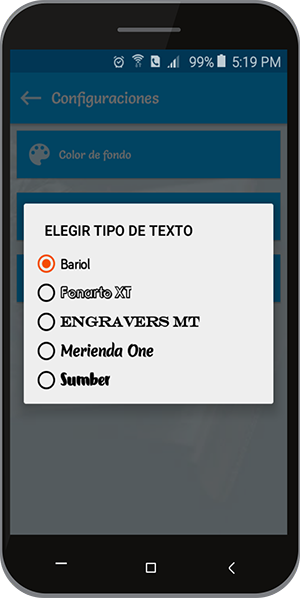 99% 5:19 PM
Configuraciones
Color de fondo
ELEGIR TIPO DE TEXTO
Bariol
Fonarto XT
ENGRAVERS MT
Merienda One
Sumber